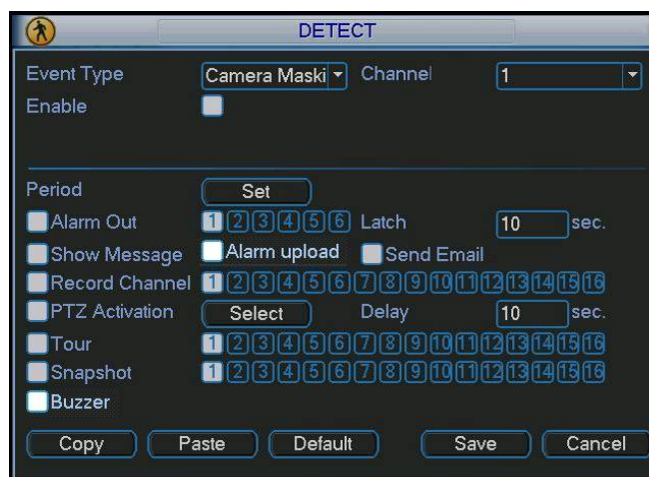 DETECT
Event Type Camera Maski Channel 1
Enable
Period Set
Alarm Out 1 2 3 4 5 6 Latch 10 sec.
Show Message Alarm upload Send Email
Record Channel 1 2 3 4 5 6 7 8 9 10 11 12 13 14 15 16
PTZ Activation Select Delay 10 sec.
Tour 1 2 3 4 5 6 7 8 9 10 11 12 13 14 15 16
Snapshot 1 2 3 4 5 6 7 8 9 10 11 12 13 14 15 16
Buzzer
Copy Paste Default Save Cancel